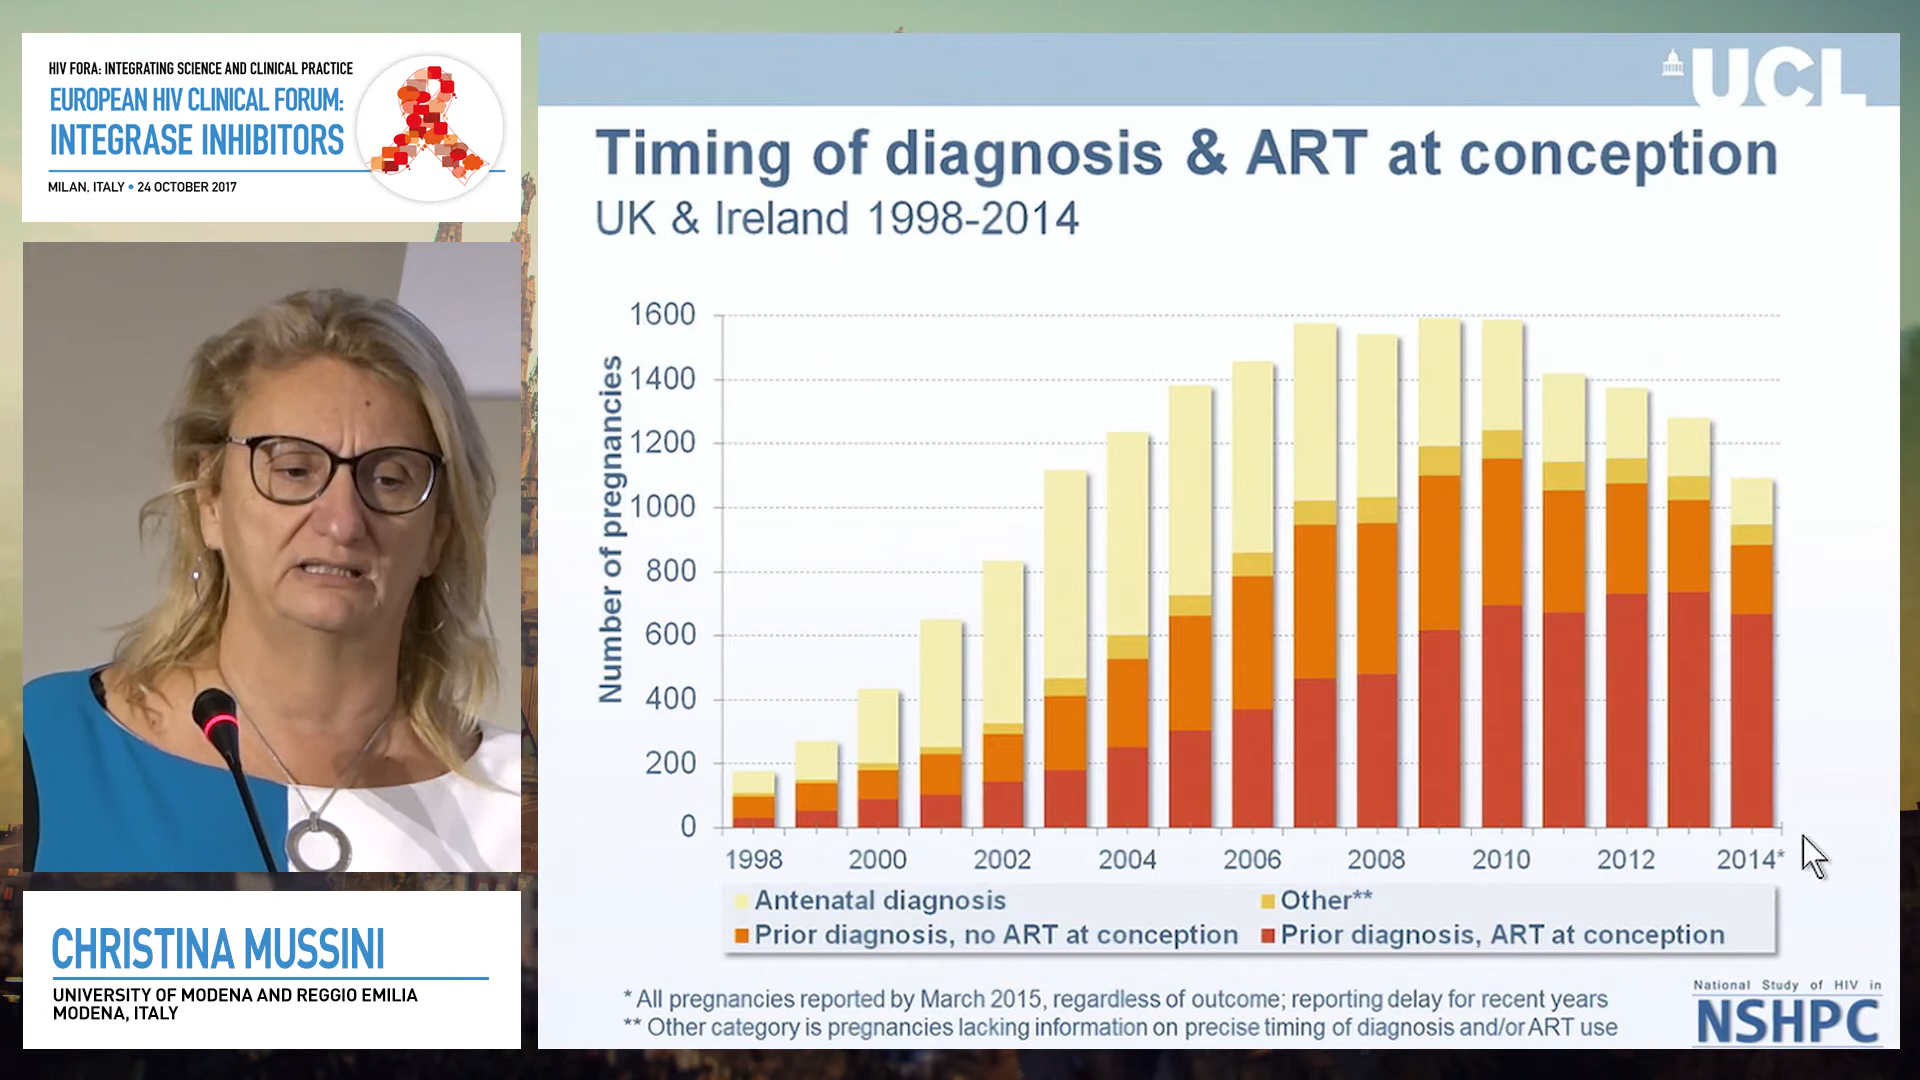 HIV FORA: INTEGRATING SCIENCE AND CLINICAL PRACTICE
EUROPEAN HIV CLINICAL FORUM:
INTEGRASE INHIBITORS
MILAN, ITALY • 24 OCTOBER 2017
CHRISTINA MUSSINI
UNIVERSITY OF MODENA AND REGGIO EMILIA
MODENA, ITALY
UCL
Timing of diagnosis & ART at conception
UK & Ireland 1998-2014
Number of pregnancies
1600
1400
1200
1000
800
600
400
200
0
1998 2000 2002 2004 2006 2008 2010 2012 2014*
Antenatal diagnosis Other**
Prior diagnosis, no ART at conception Prior diagnosis, ART at conception
* All pregnancies reported by March 2015, regardless of outcome; reporting delay for recent years
** Other category is pregnancies lacking information on precise timing of diagnosis and/or ART use
National Study of HIV in
NSHPC